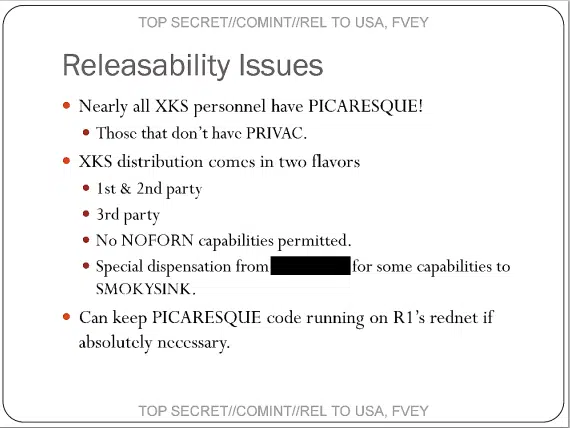 TOP SECRET//COMINT//REL TO USA, FVEY
Releasability Issues
Nearly all XKS personnel have PICARESQUE!
Those that don't have PRIVAC.
XKS distribution comes in two flavors
1st & 2nd party
3rd party
No NOFORN capabilities permitted.
Special dispensation from for some capabilities to
SMOKYSINK.
Can keep PICARESQUE code running on R1's rednet if
absolutely necessary.
TOP SECRET//COMINT//REL TO USA, FVEY